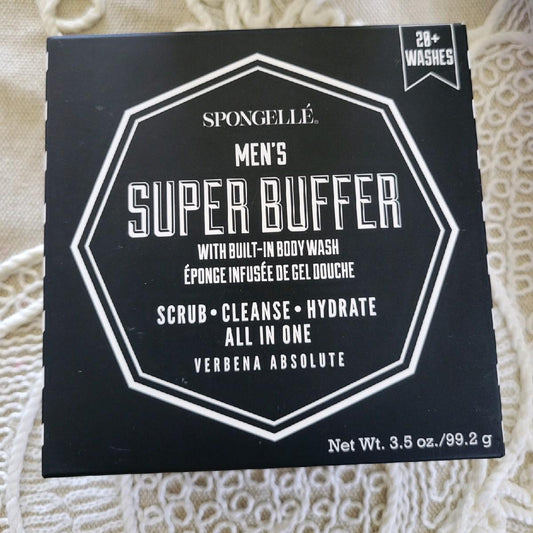 20+
WASHES
SPONGELLÉ®
MEN'S
SUPER BUFFER
WITH BUILT-IN BODY WASH
ÉPONGE INFUSÉE DE GEL DOUCHE
SCRUB • CLEANSE • HYDRATE
ALL IN ONE
VERBENA ABSOLUTE
Net Wt. 3.5 oz./99.2 g